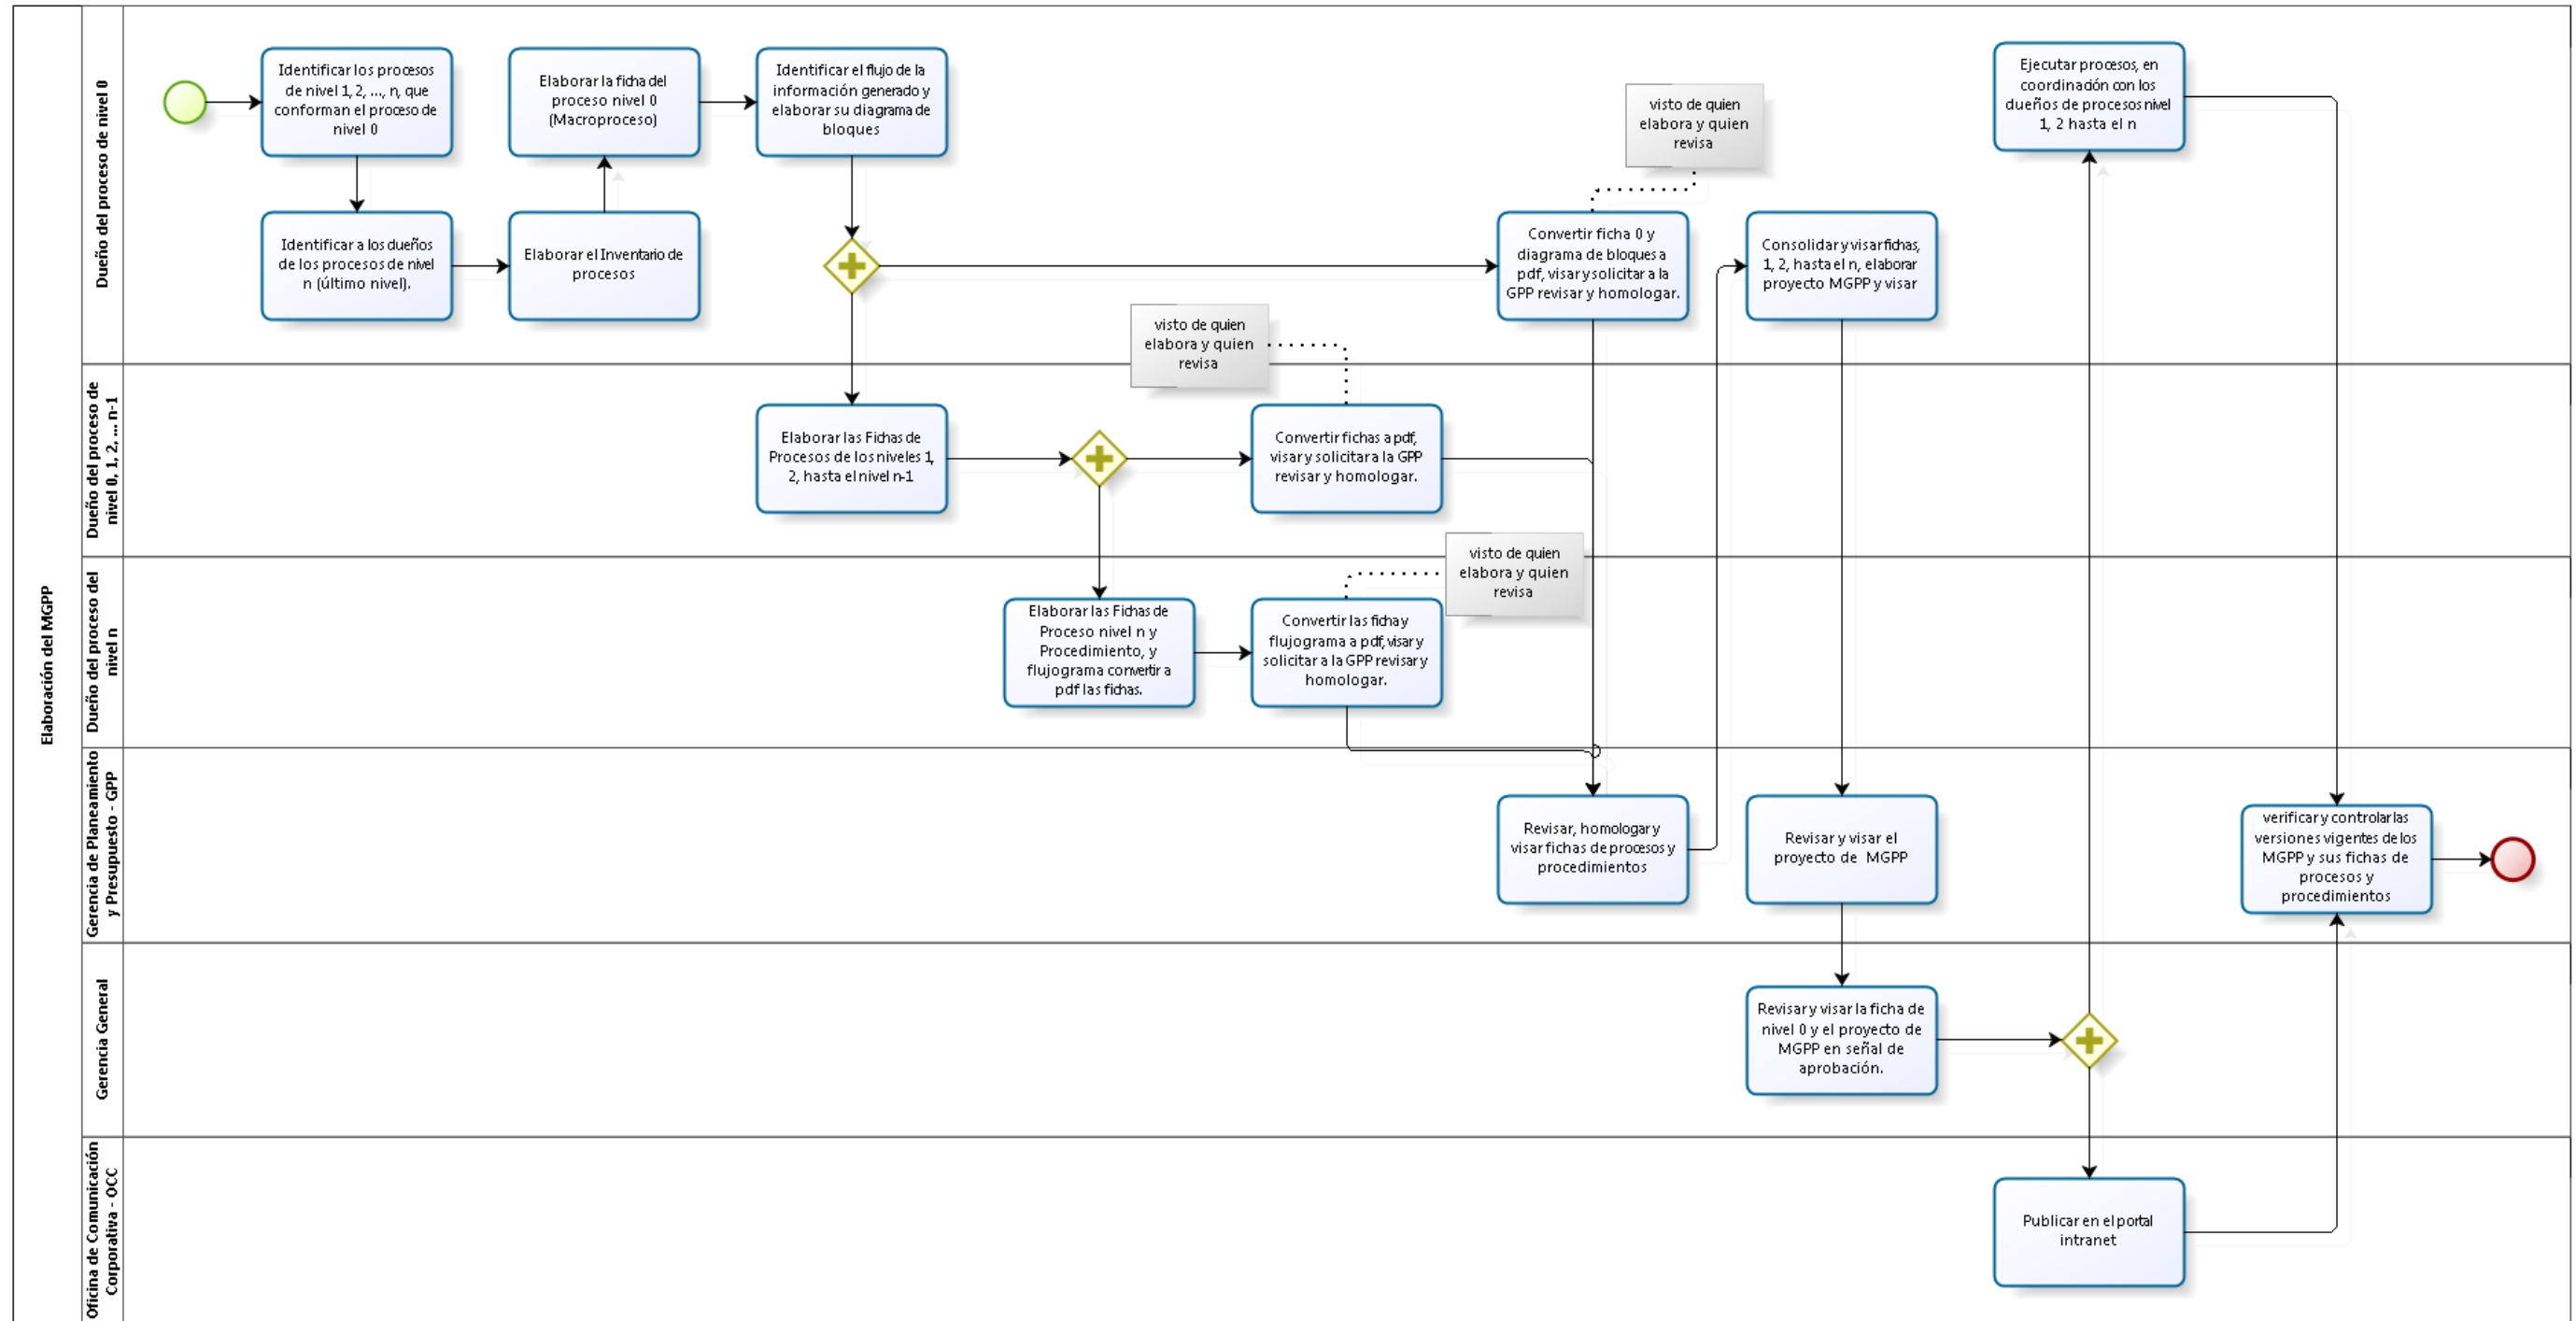 Elaboración del MGPP
Dueño del proceso de nivel 0
Identificar los procesos
de nivel 1, 2, ..., n, que
conforman el proceso de
nivel 0
Elaborar la ficha del
proceso nivel 0
(Macroproceso)
Identificar el flujo de la
información generado y
elaborar su diagrama de
bloques
Identificar a los dueños
de los procesos de nivel
n (último nivel).
Elaborar el Inventario de
procesos
visto de quien
elabora y quien
revisa
Convertir ficha 0 y
diagrama de bloques a
pdf, visar y solicitar a la
GPP revisar y homologar.
Consolidar y visar fichas,
1, 2, hasta el n, elaborar
proyecto MGPP y visar
Ejecutar procesos, en
coordinación con los
dueños de procesos nivel
1, 2 hasta el n
Dueño del proceso de
nivel 0, 1, 2, ... n-1
visto de quien
elabora y quien
revisa
Elaborar las Fichas de
Procesos de los niveles 1,
2, hasta el nivel n-1
Convertir fichas a pdf,
visar y solicitar a la GPP
revisar y homologar.
Dueño del proceso del
nivel n
visto de quien
elabora y quien
revisa
Elaborar las Fichas de
Proceso nivel n y
Procedimiento, y
flujograma convertir a
pdf las fichas.
Convertir las ficha y
flujograma a pdf, visar y
solicitar a la GPP revisar y
homologar.
Gerencia de Planeamiento
y Presupuesto - GPP
Revisar, homologar y
visar fichas de procesos y
procedimientos
Revisar y visar el
proyecto de MGPP
verificar y controlar las
versiones vigentes de los
MGPP y sus fichas de
procesos y
procedimientos
Gerencia General
Revisar y visar la ficha de
nivel 0 y el proyecto de
MGPP en señal de
aprobación.
Oficina de Comunicación
Corporativa - OCC
Publicar en el portal
intranet